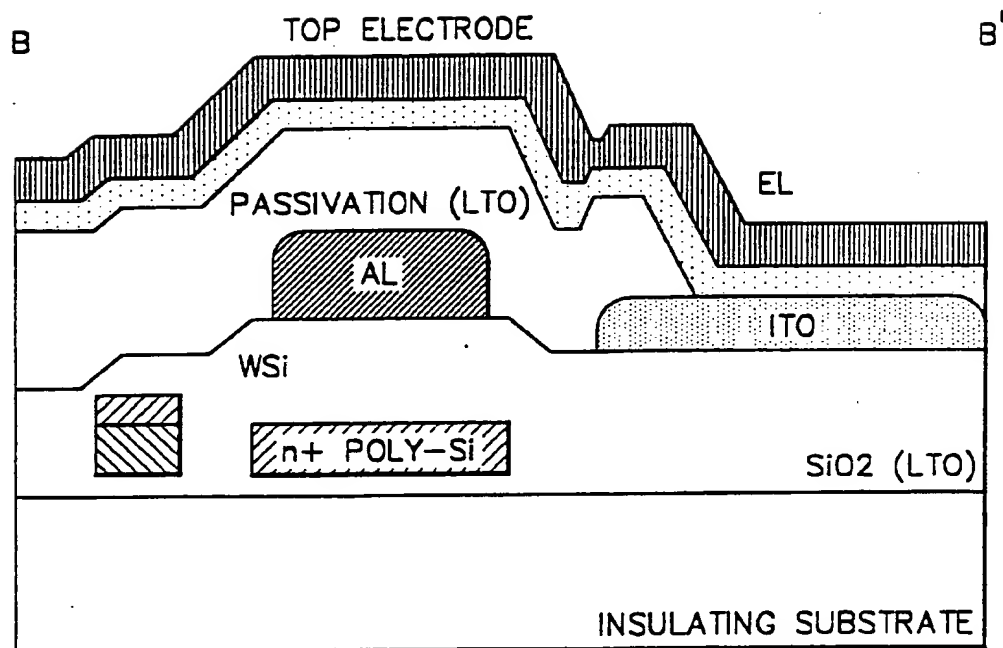 B
TOP ELECTRODE
B'
EL
PASSIVATION (LTO)
AL
ITO
WSi
n+ POLY-Si
SiO2 (LTO)
INSULATING SUBSTRATE